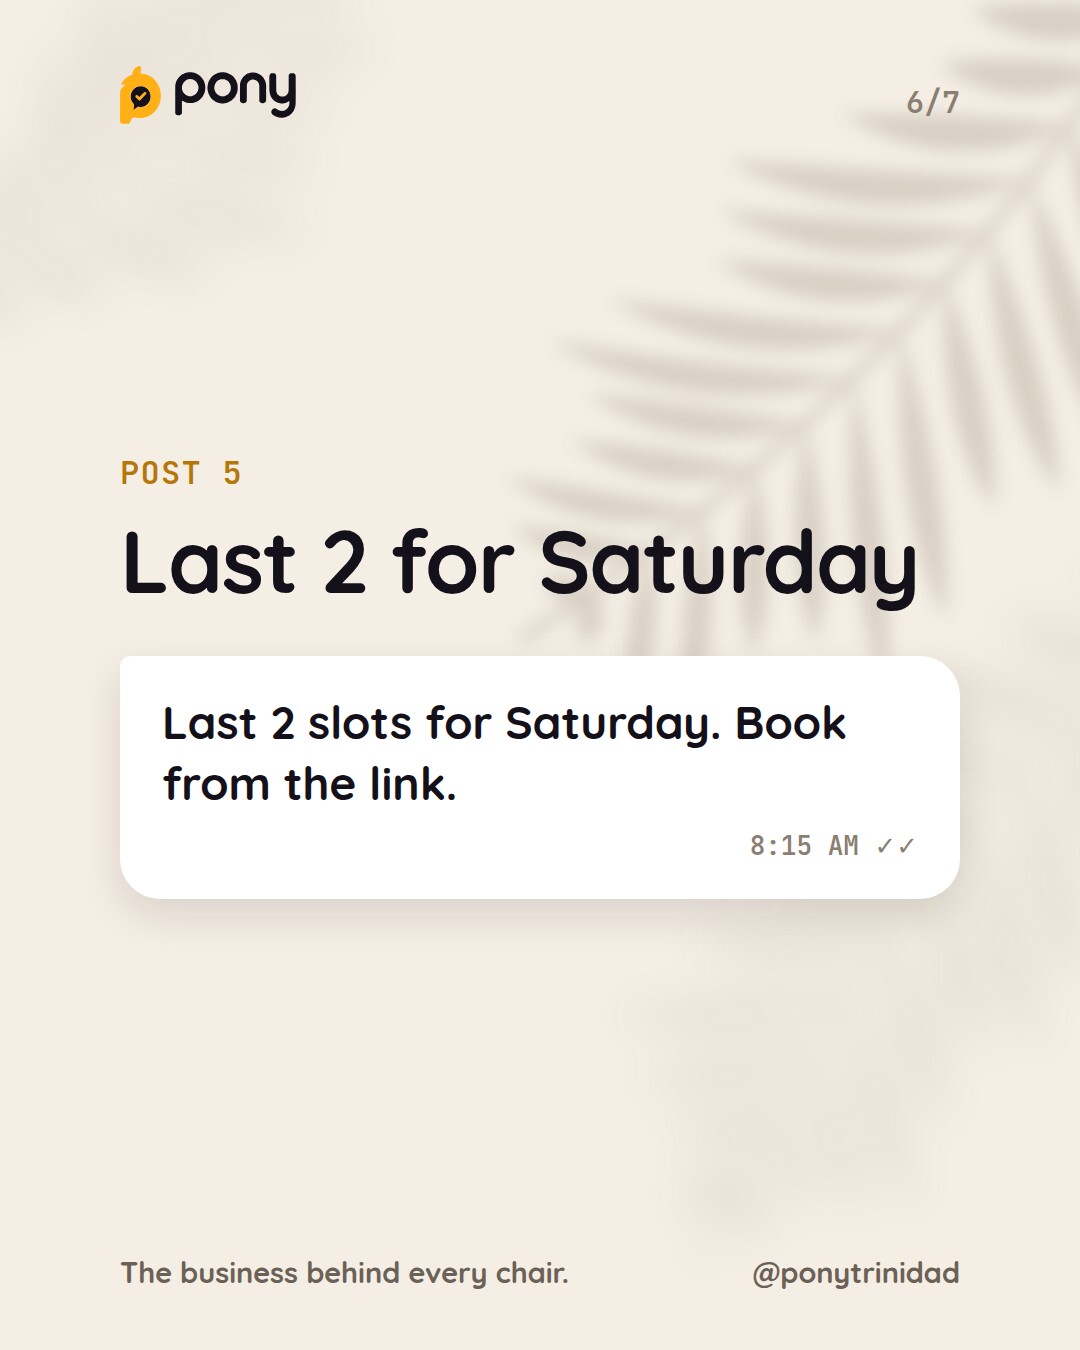 pony
6/7
POST 5
Last 2 for Saturday
Last 2 slots for Saturday. Book
from the link.
8:15 AM ✓✓
The business behind every chair.
@ponytrinidad